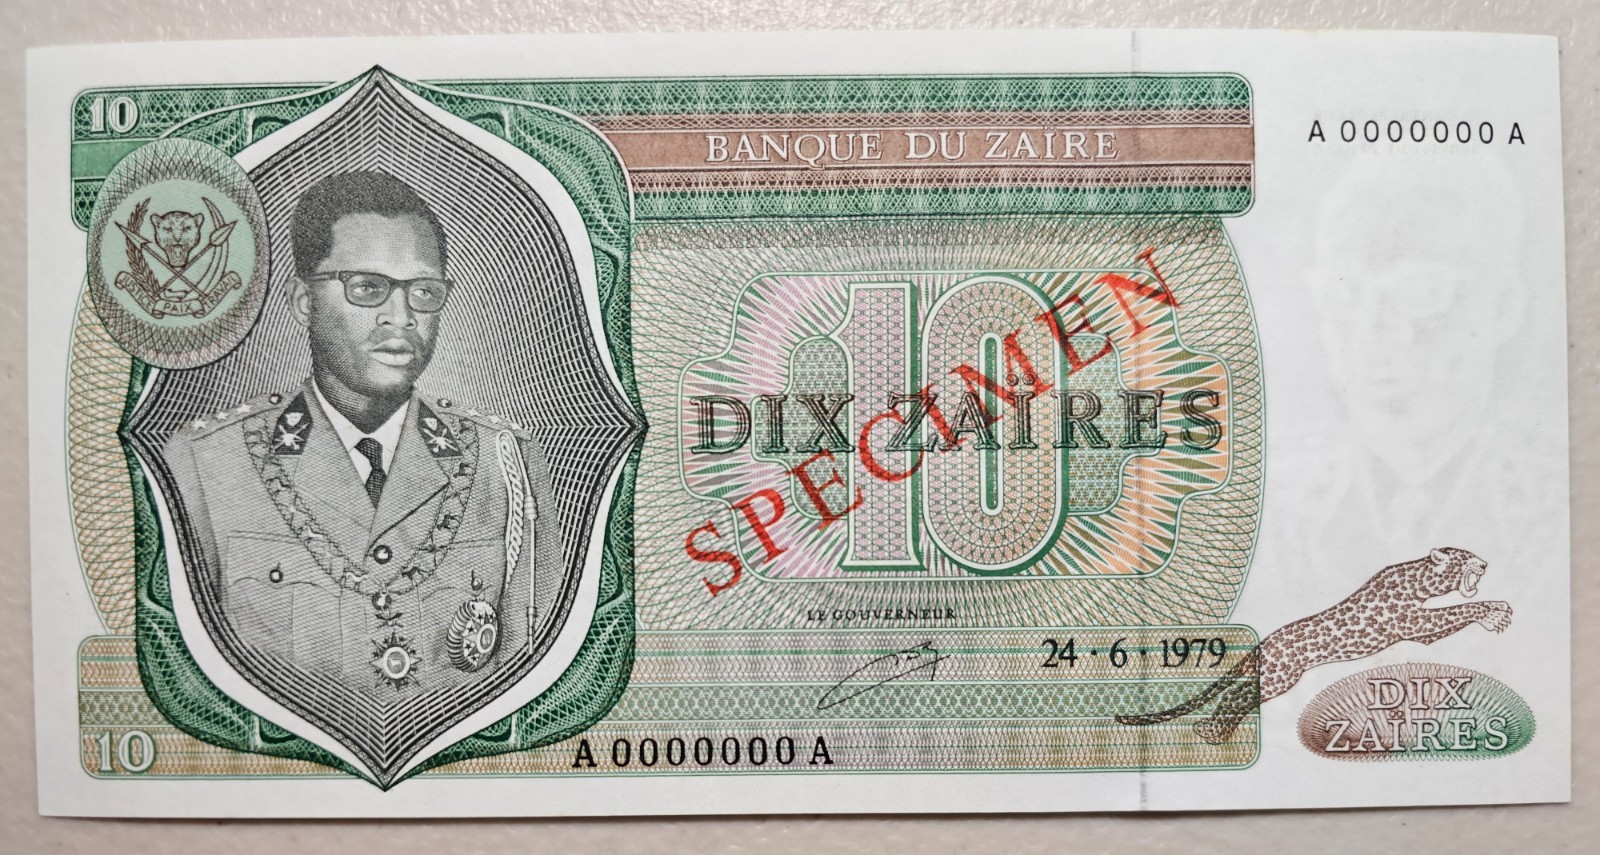 10
BANQUE DU ZAÏRE
A 0000000 A
JUSTICE PAIX TRAVAIL
10
DIX ZAÏRES
SPECIMEN
LE GOUVERNEUR
24·6·1979
10
A 0000000 A
DIX
ZAÏRES